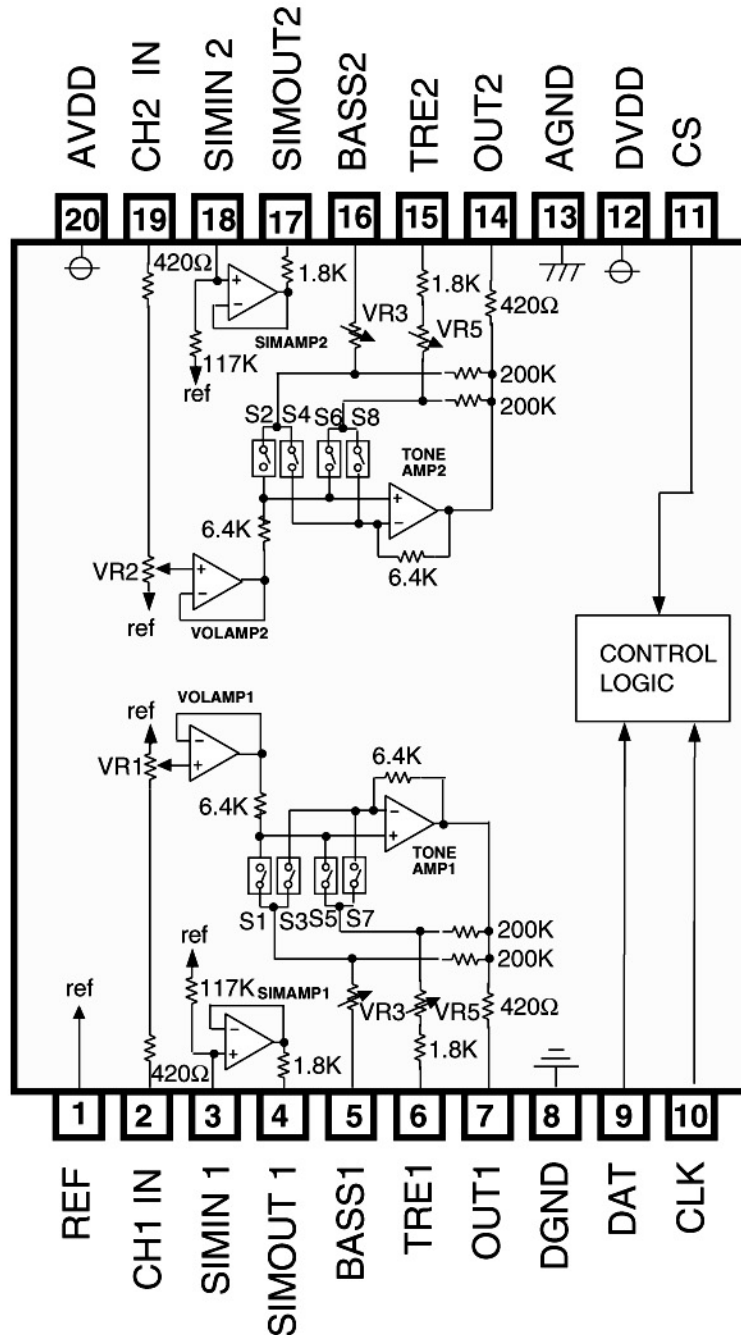 AVDD
CH2 IN
SIMIN 2
SIMOUT2
BASS2
TRE2
OUT2
AGND
DVDD
CS
20
19
18
17
16
15
14
13
12
11
420Ω
+
−
1.8K
SIMAMP2
117K
ref
VR3
1.8K
VR5
420Ω
200K
200K
S2
S4
S6
S8
TONE
AMP2
+
−
6.4K
6.4K
VR2
+
−
ref
VOLAMP2
CONTROL
LOGIC
VOLAMP1
ref
−
+
VR1
6.4K
6.4K
−
+
TONE
AMP1
S1
S3
S5
S7
200K
200K
ref
117K
SIMAMP1
−
+
ref
VR3
VR5
420Ω
420Ω
1.8K
1.8K
1
2
3
4
5
6
7
8
9
10
REF
CH1 IN
SIMIN 1
SIMOUT 1
BASS1
TRE1
OUT1
DGND
DAT
CLK